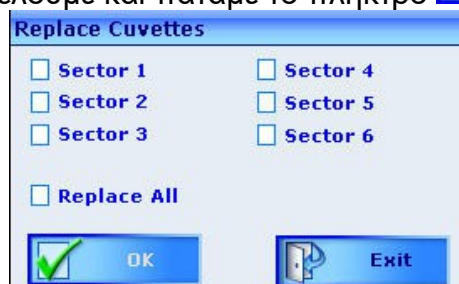 και πατάμε το πλήκτρο
Replace Cuvettes
Sector 1 Sector 4
Sector 2 Sector 5
Sector 3 Sector 6
Replace All
OK Exit